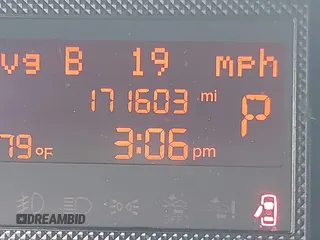 vg B 19 mph
171603 mi
P
79°F 3:06 pm
DREAMBID